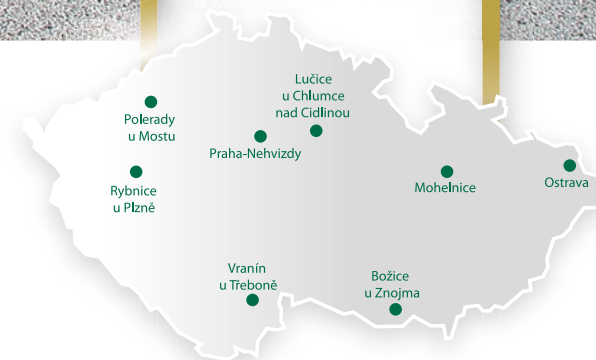 Lučice
u Chlumce
nad Cidlinou
Polerady
u Mostu
Praha-Nehvizdy
Rybnice
u Plzně
Mohelnice
Ostrava
Vranín
u Třeboně
Božice
u Znojma